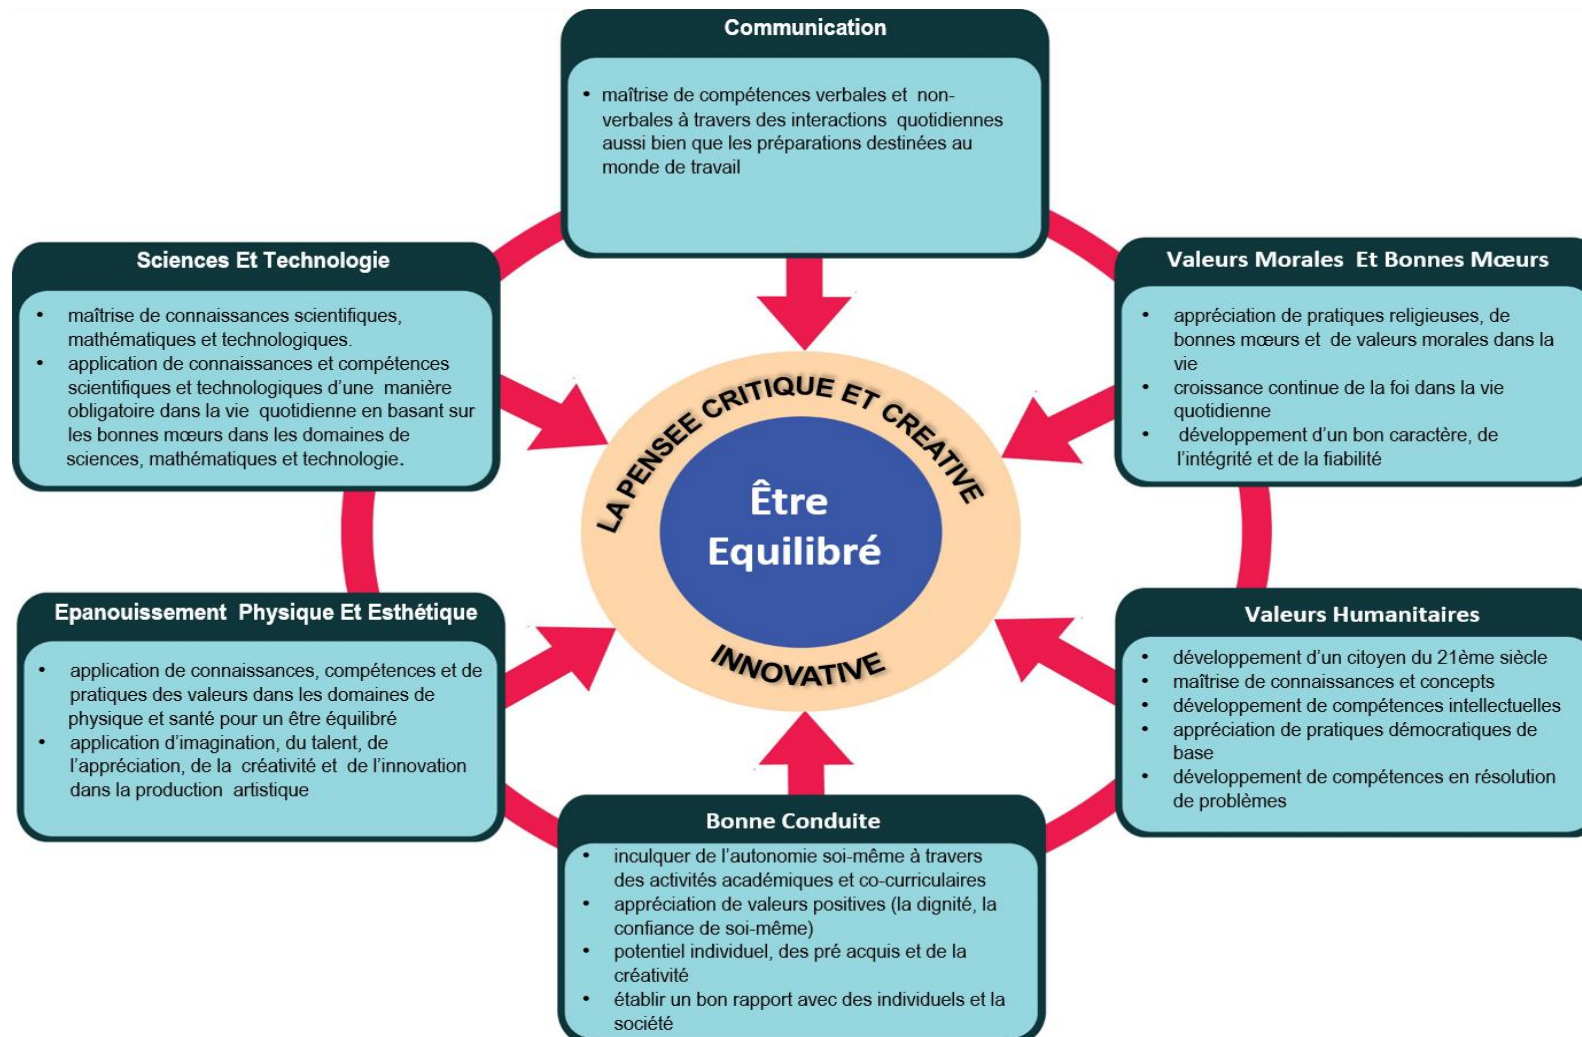 Communication
• maîtrise de compétences verbales et non-
verbales à travers des interactions quotidiennes
aussi bien que les préparations destinées au
monde de travail
Sciences Et Technologie
• maîtrise de connaissances scientifiques,
mathématiques et technologiques.
• application de connaissances et compétences
scientifiques et technologiques d’une manière
obligatoire dans la vie quotidienne en basant sur
les bonnes mœurs dans les domaines de
sciences, mathématiques et technologie.
Valeurs Morales Et Bonnes Mœurs
• appréciation de pratiques religieuses, de
bonnes mœurs et de valeurs morales dans la
vie
• croissance continue de la foi dans la vie
quotidienne
• développement d’un bon caractère, de
l’intégrité et de la fiabilité
LA PENSEE CRITIQUE ET CREATIVE
Être
Equilibré
INNOVATIVE
Epanouissement Physique Et Esthétique
• application de connaissances, compétences et de
pratiques des valeurs dans les domaines de
physique et santé pour un être équilibré
• application d’imagination, du talent, de
l’appréciation, de la créativité et de l’innovation
dans la production artistique
Valeurs Humanitaires
• développement d’un citoyen du 21ème siècle
• maîtrise de connaissances et concepts
• développement de compétences intellectuelles
• appréciation de pratiques démocratiques de
base
• développement de compétences en résolution
de problèmes
Bonne Conduite
• inculquer de l’autonomie soi-même à travers
des activités académiques et co-curriculaires
• appréciation de valeurs positives (la dignité, la
confiance de soi-même)
• potentiel individuel, des pré acquis et de la
créativité
• établir un bon rapport avec des individuels et la
société